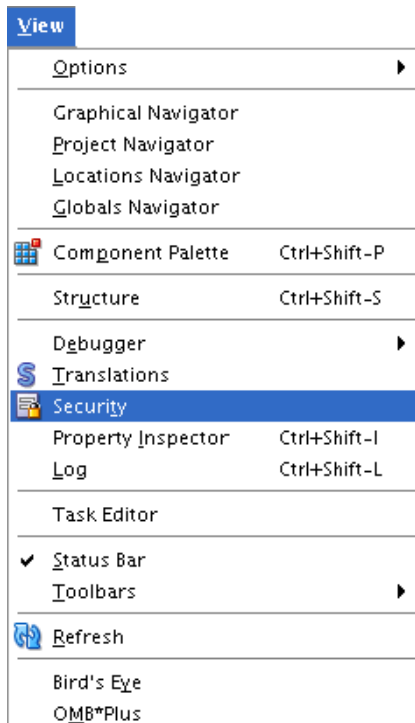 View
Options
Graphical Navigator
Project Navigator
Locations Navigator
Globals Navigator
Component Palette Ctrl+Shift-P
Structure Ctrl+Shift-S
Debugger
Translations
Security
Property Inspector Ctrl+Shift-I
Log Ctrl+Shift-L
Task Editor
Status Bar
Toolbars
Refresh
Bird's Eye
OMB*Plus